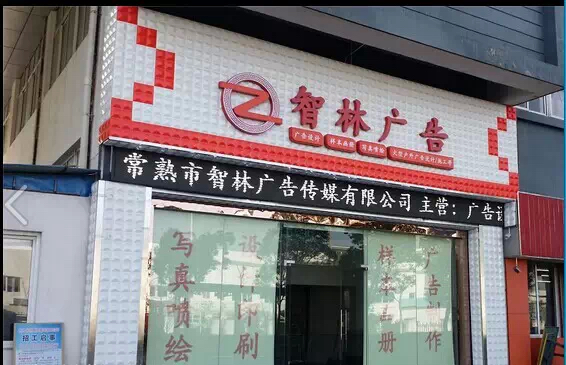 智林广告
广告设计 样本画册 写真喷绘 大型户外广告设计施工等
常熟市智林广告传媒有限公司 主营：广告设
写真喷绘
设计印刷
样本画册
广告制作
招工启事